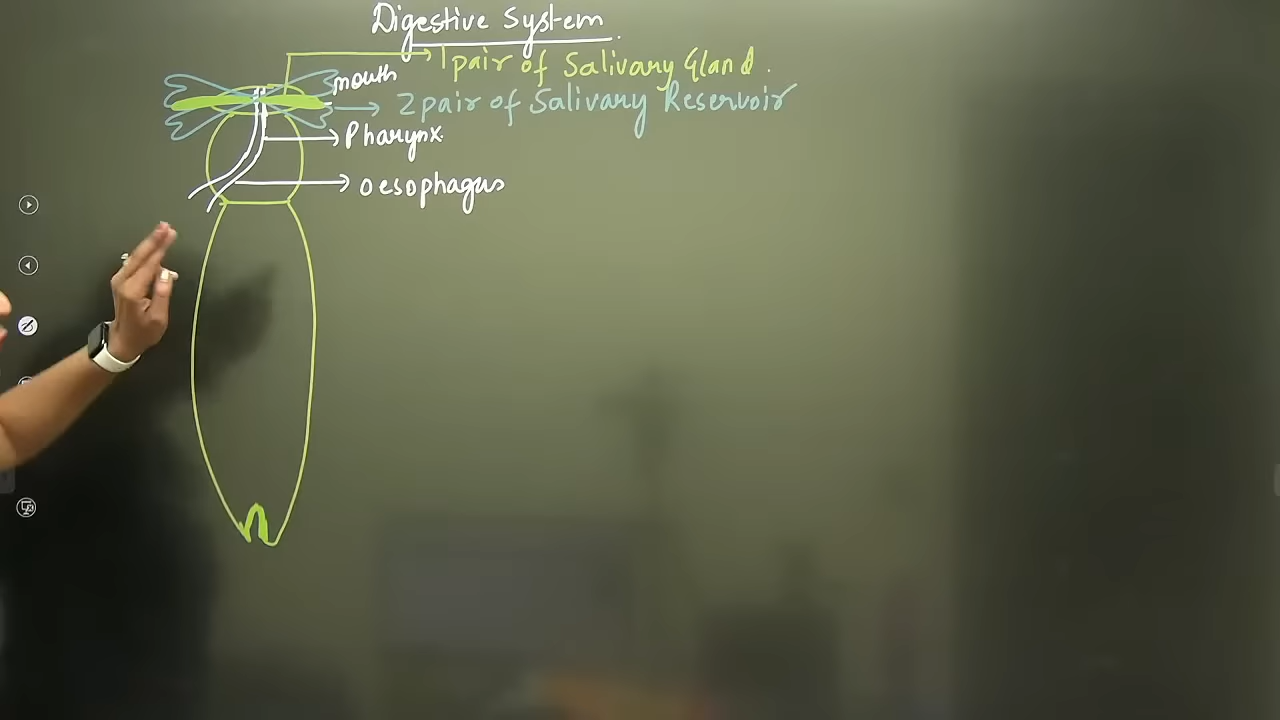 Digestive System
1 pair of Salivary Gland.
mouth
2 pair of Salivary Reservoir
Pharynx
oesophagus